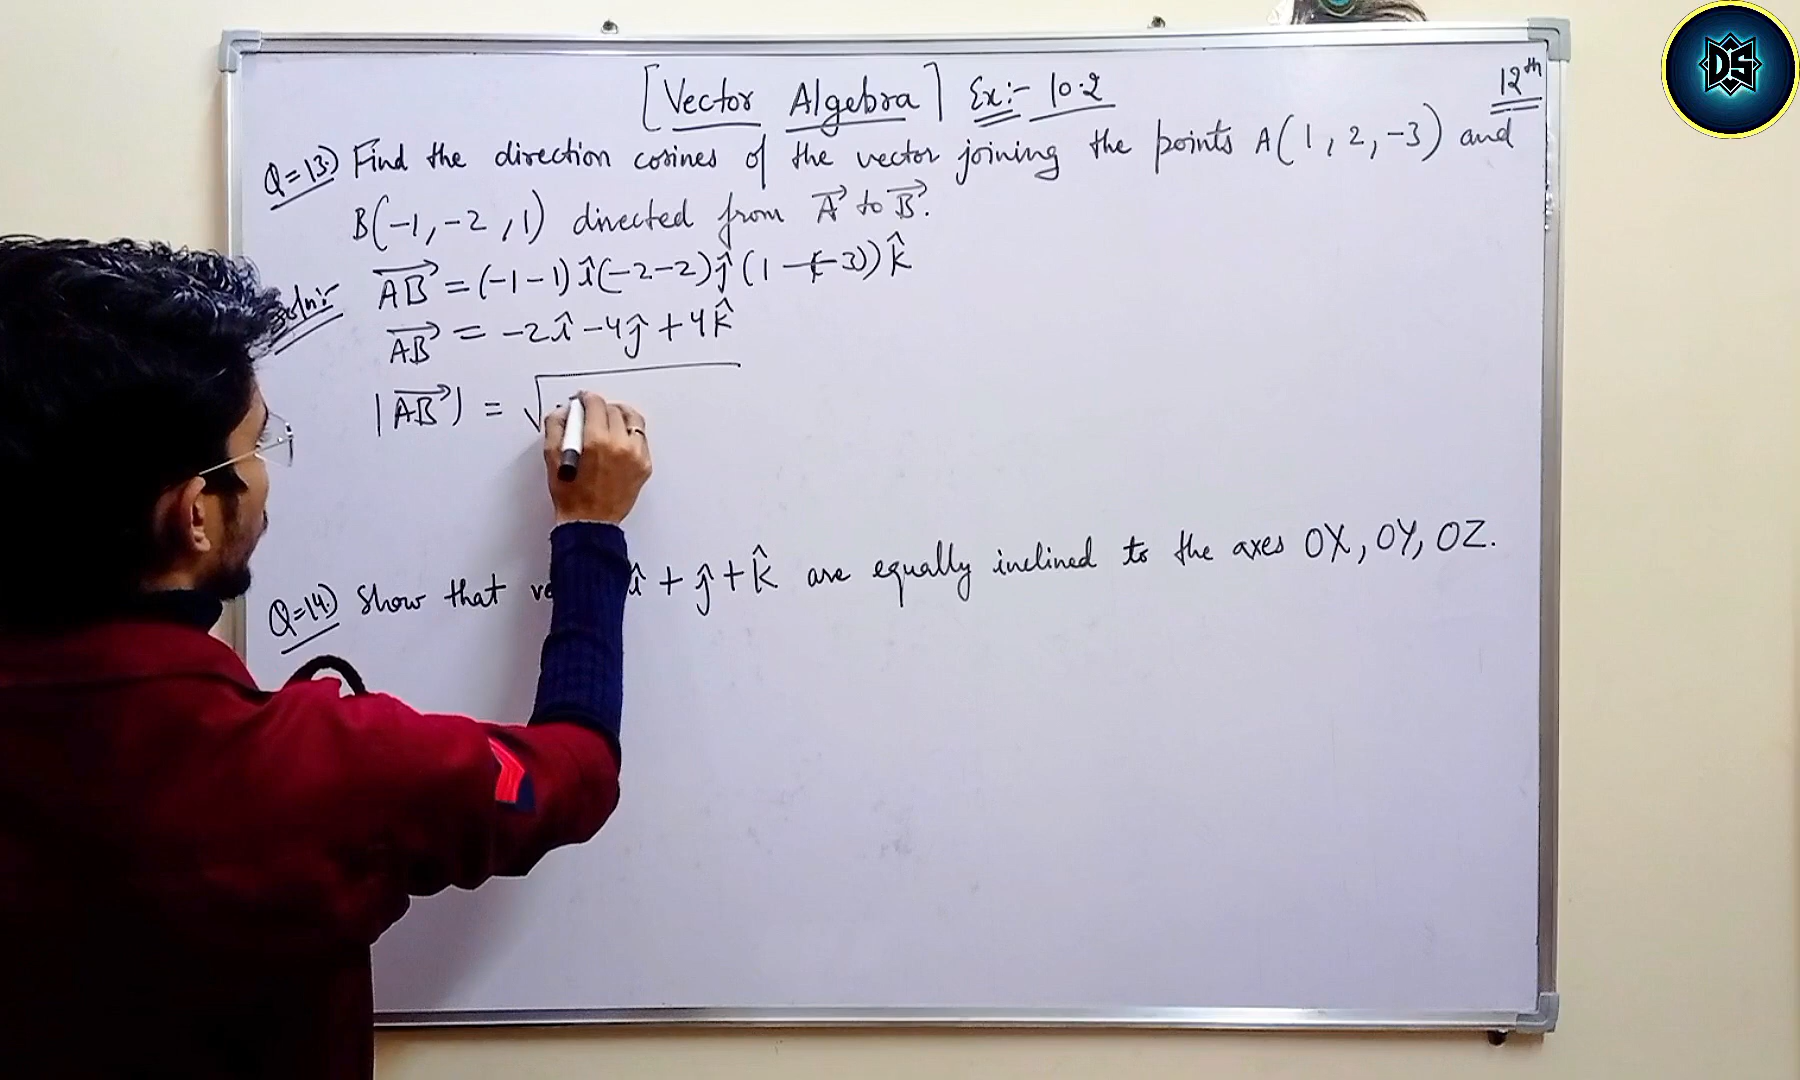 [Vector Algebra] Ex:- 10.2
12th
Q=13.) Find the direction cosines of the vector joining the points A(1, 2, -3) and
B(-1, -2, 1) directed from A⃗ to B⃗.
Soln:- AB⃗ = (-1-1)î(-2-2)ĵ(1-(-3))k̂
AB⃗ = -2î-4ĵ+4k̂
|AB⃗| = √
Q=14.) Show that î+ĵ+k̂ are equally inclined to the axes OX, OY, OZ.
DS